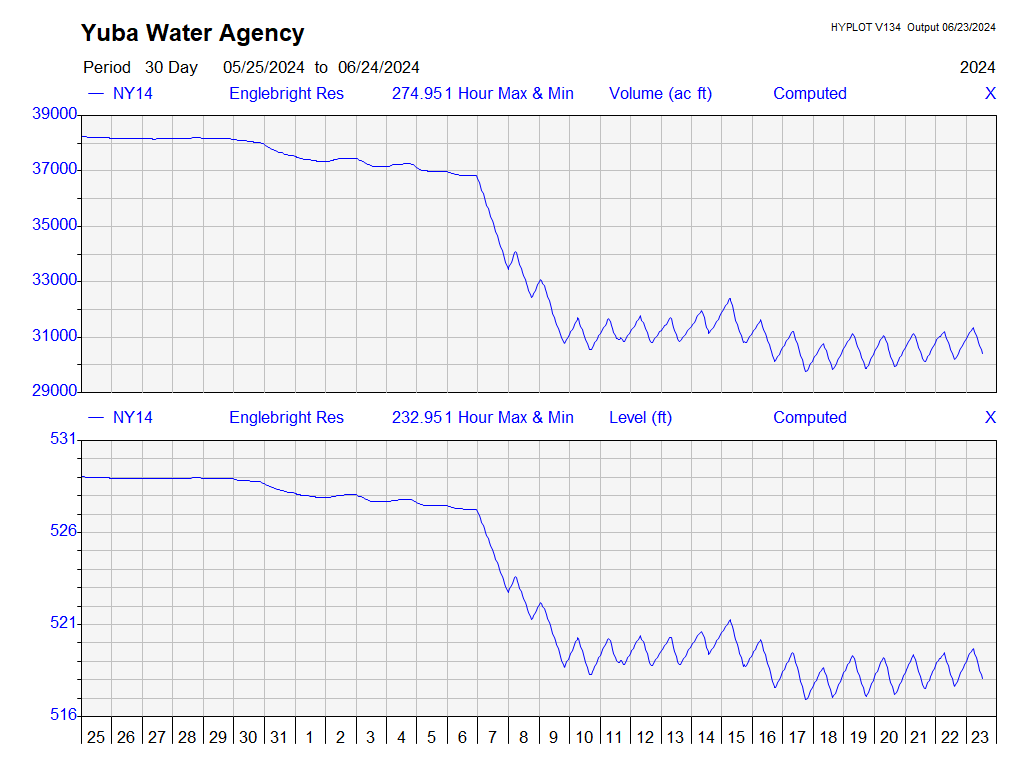 Yuba Water Agency
HYPLOT V134 Output 06/23/2024
Period 30 Day 05/25/2024 to 06/24/2024 2024
NY14 Englebright Res 274.951 Hour Max & Min Volume (ac ft) Computed X
39000
37000
35000
33000
31000
29000
NY14 Englebright Res 232.951 Hour Max & Min Level (ft) Computed X
531
526
521
516
25 26 27 28 29 30 31 1 2 3 4 5 6 7 8 9 10 11 12 13 14 15 16 17 18 19 20 21 22 23